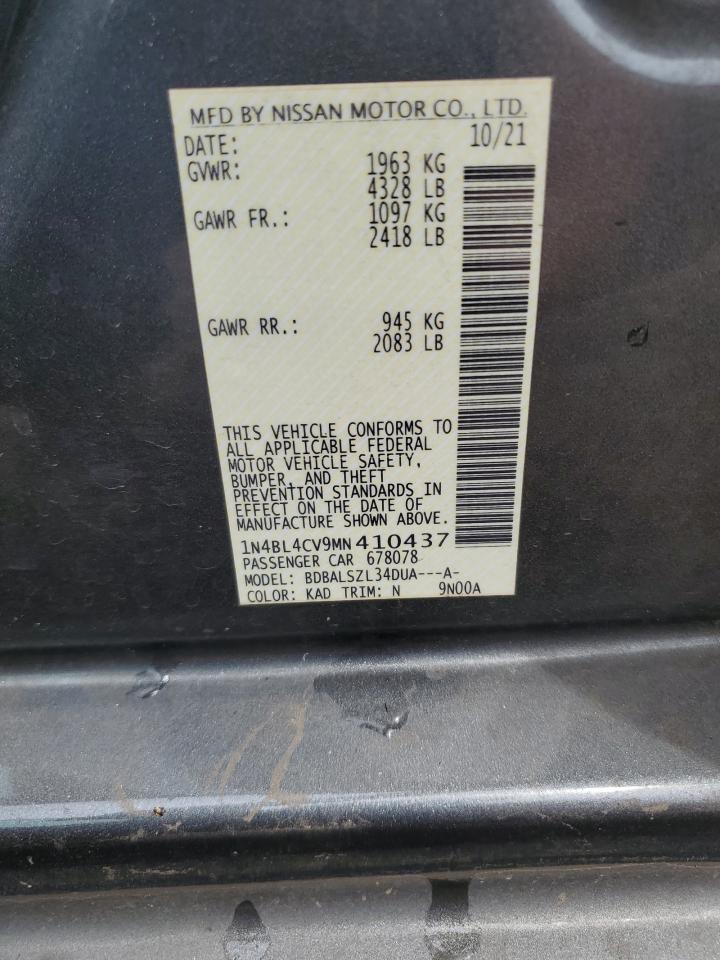 MFD BY NISSAN MOTOR CO., LTD.
DATE: 10/21
GVWR: 1963 KG
4328 LB
GAWR FR.: 1097 KG
2418 LB
GAWR RR.: 945 KG
2083 LB
THIS VEHICLE CONFORMS TO
ALL APPLICABLE FEDERAL
MOTOR VEHICLE SAFETY,
BUMPER, AND THEFT
PREVENTION STANDARDS IN
EFFECT ON THE DATE OF
MANUFACTURE SHOWN ABOVE.
1N4BL4CV9MN410437
PASSENGER CAR 678078
MODEL: BDBALSZL34DUA---A-
COLOR: KAD TRIM: N 9N00A